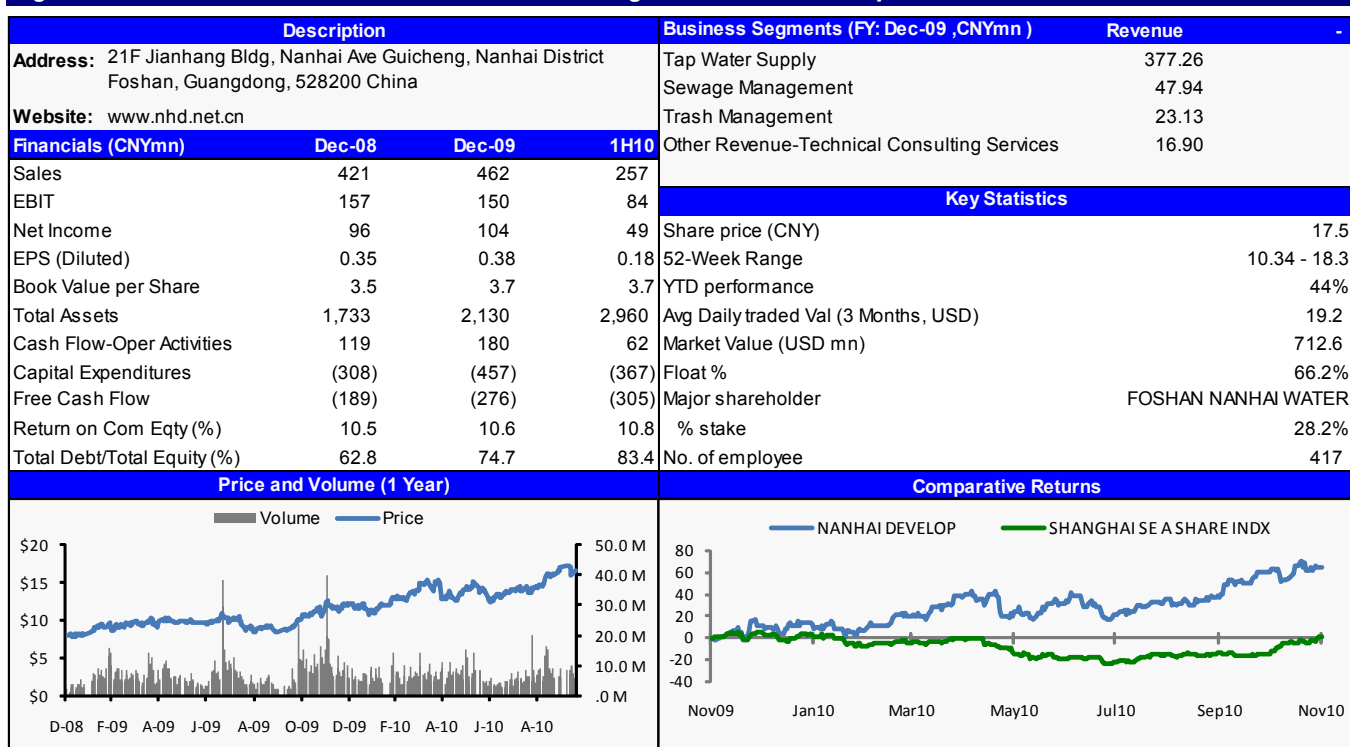 Description
Address: 21F Jianhang Bldg, Nanhai Ave Guicheng, Nanhai District
Foshan, Guangdong, 528200 China
Website: www.nhd.net.cn
Financials (CNYmn) Dec-08 Dec-09 1H10
Sales 421 462 257
EBIT 157 150 84
Net Income 96 104 49
EPS (Diluted) 0.35 0.38 0.18
Book Value per Share 3.5 3.7 3.7
Total Assets 1,733 2,130 2,960
Cash Flow-Oper Activities 119 180 62
Capital Expenditures (308) (457) (367)
Free Cash Flow (189) (276) (305)
Return on Com Eqty (%) 10.5 10.6 10.8
Total Debt/Total Equity (%) 62.8 74.7 83.4
Business Segments (FY: Dec-09 ,CNYmn ) Revenue -
Tap Water Supply 377.26
Sewage Management 47.94
Trash Management 23.13
Other Revenue-Technical Consulting Services 16.90
Key Statistics
Share price (CNY) 17.5
52-Week Range 10.34 - 18.3
YTD performance 44%
Avg Daily traded Val (3 Months, USD) 19.2
Market Value (USD mn) 712.6
Float % 66.2%
Major shareholder FOSHAN NANHAI WATER
% stake 28.2%
No. of employee 417
Price and Volume (1 Year)
Volume Price
$20 50.0 M
40.0 M
$15
30.0 M
$10
20.0 M
$5
10.0 M
$0 .0 M
D-08 F-09 A-09 J-09 A-09 O-09 D-09 F-10 A-10 J-10 A-10
Comparative Returns
NANHAI DEVELOP SHANGHAI SE A SHARE INDX
80
60
40
20
0
-20
-40
Nov09 Jan10 Mar10 May10 Jul10 Sep10 Nov10